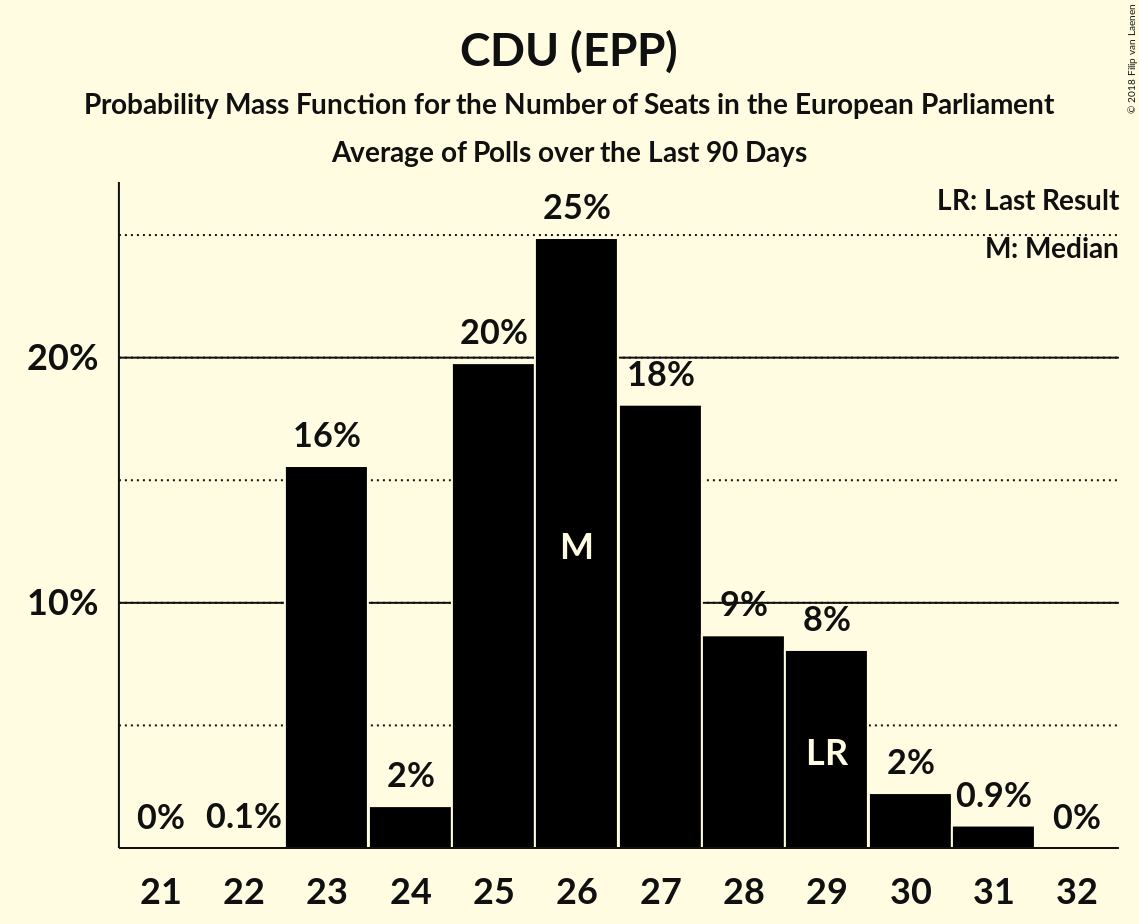 CDU (EPP)
Probability Mass Function for the Number of Seats in the European Parliament
Average of Polls over the Last 90 Days
© 2018 Filip van Laenen
LR: Last Result
M: Median
20%
10%
0%
0.1%
16%
2%
20%
25%
18%
9%
8%
2%
0.9%
0%
M
LR
21 22 23 24 25 26 27 28 29 30 31 32